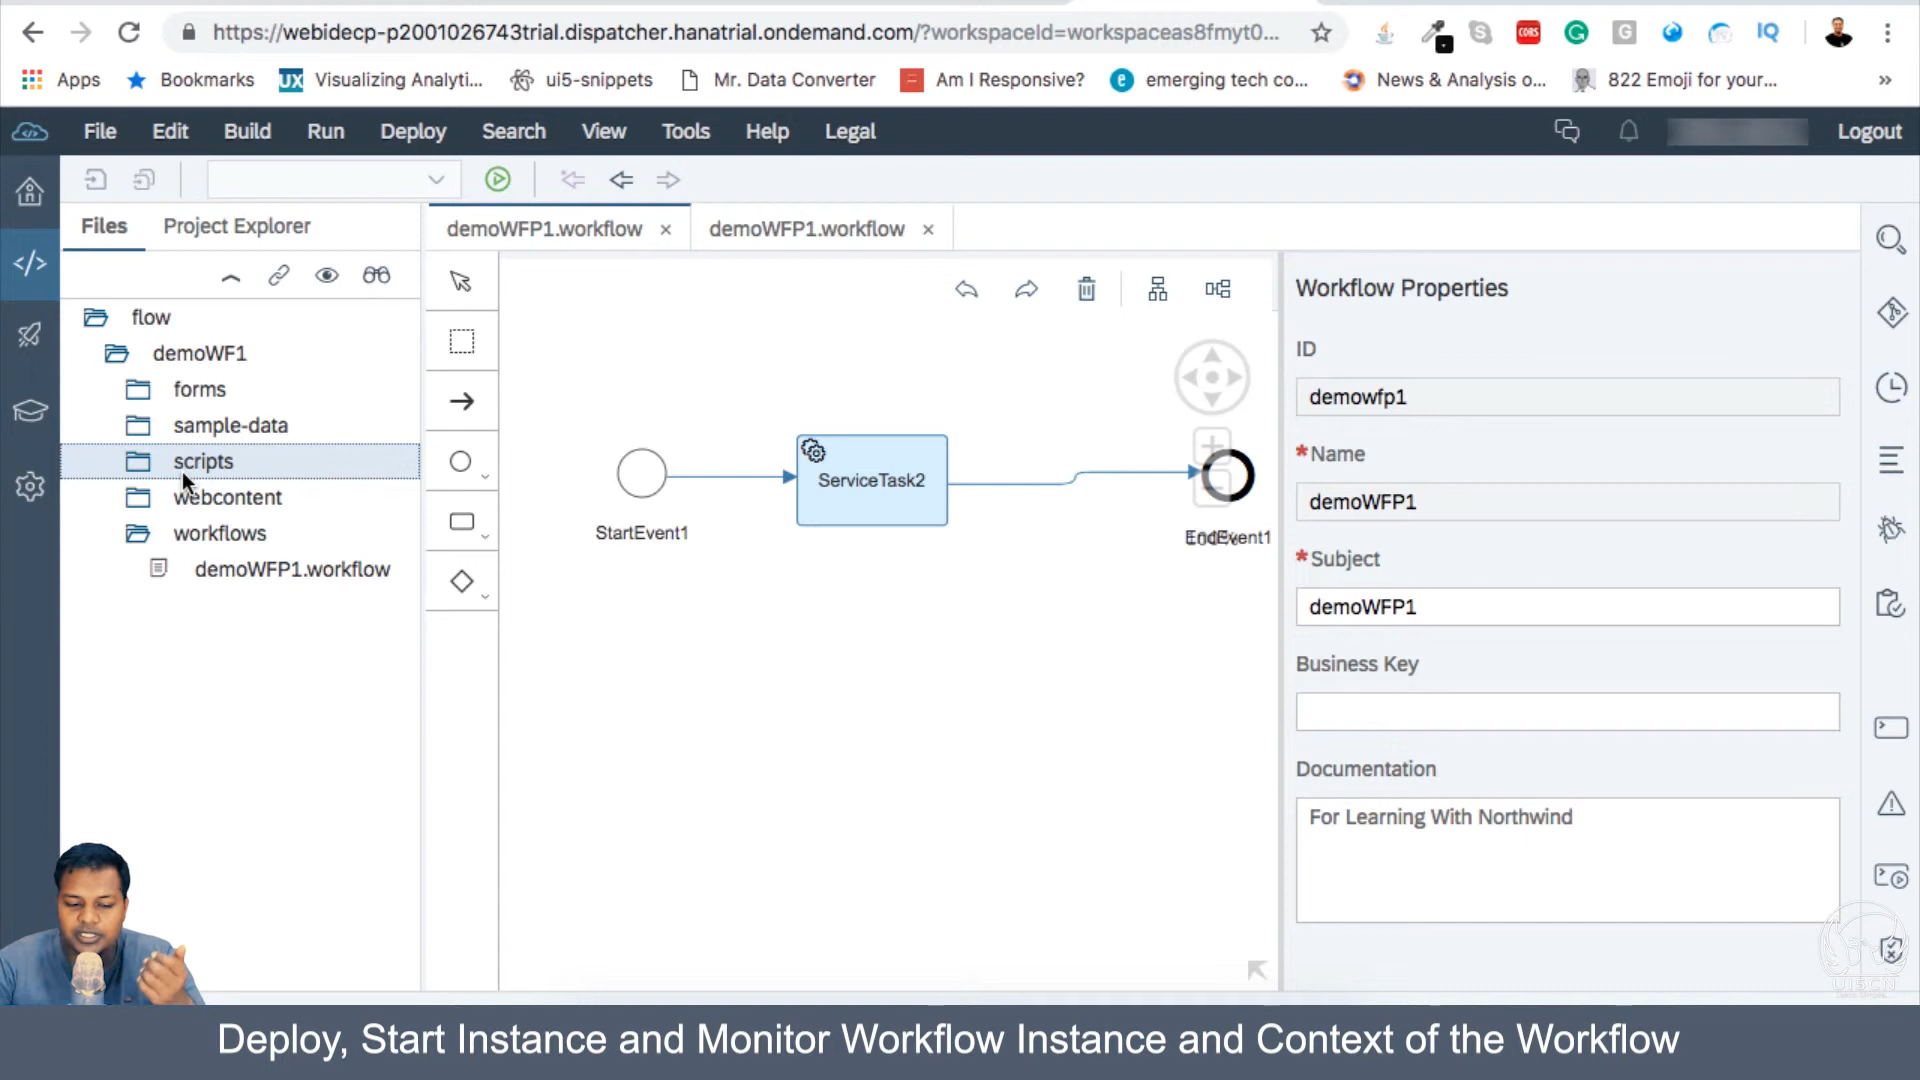 https://webidecp-p2001026743trial.dispatcher.hanatrial.ondemand.com/?workspaceId=workspaceas8fmyt0...
CORS
G
IQ
Apps
Bookmarks
UX
Visualizing Analyti...
ui5-snippets
Mr. Data Converter
Am I Responsive?
e
emerging tech co...
News & Analysis o...
822 Emoji for your...
»
File
Edit
Build
Run
Deploy
Search
View
Tools
Help
Legal
Logout
Files
Project Explorer
demoWFP1.workflow ×
demoWFP1.workflow ×
flow
demoWF1
forms
sample-data
scripts
webcontent
workflows
demoWFP1.workflow
StartEvent1
ServiceTask2
EndEvent1
Workflow Properties
ID
demowfp1
*Name
demoWFP1
*Subject
demoWFP1
Business Key
Documentation
For Learning With Northwind
UI5CN
Deploy, Start Instance and Monitor Workflow Instance and Context of the Workflow